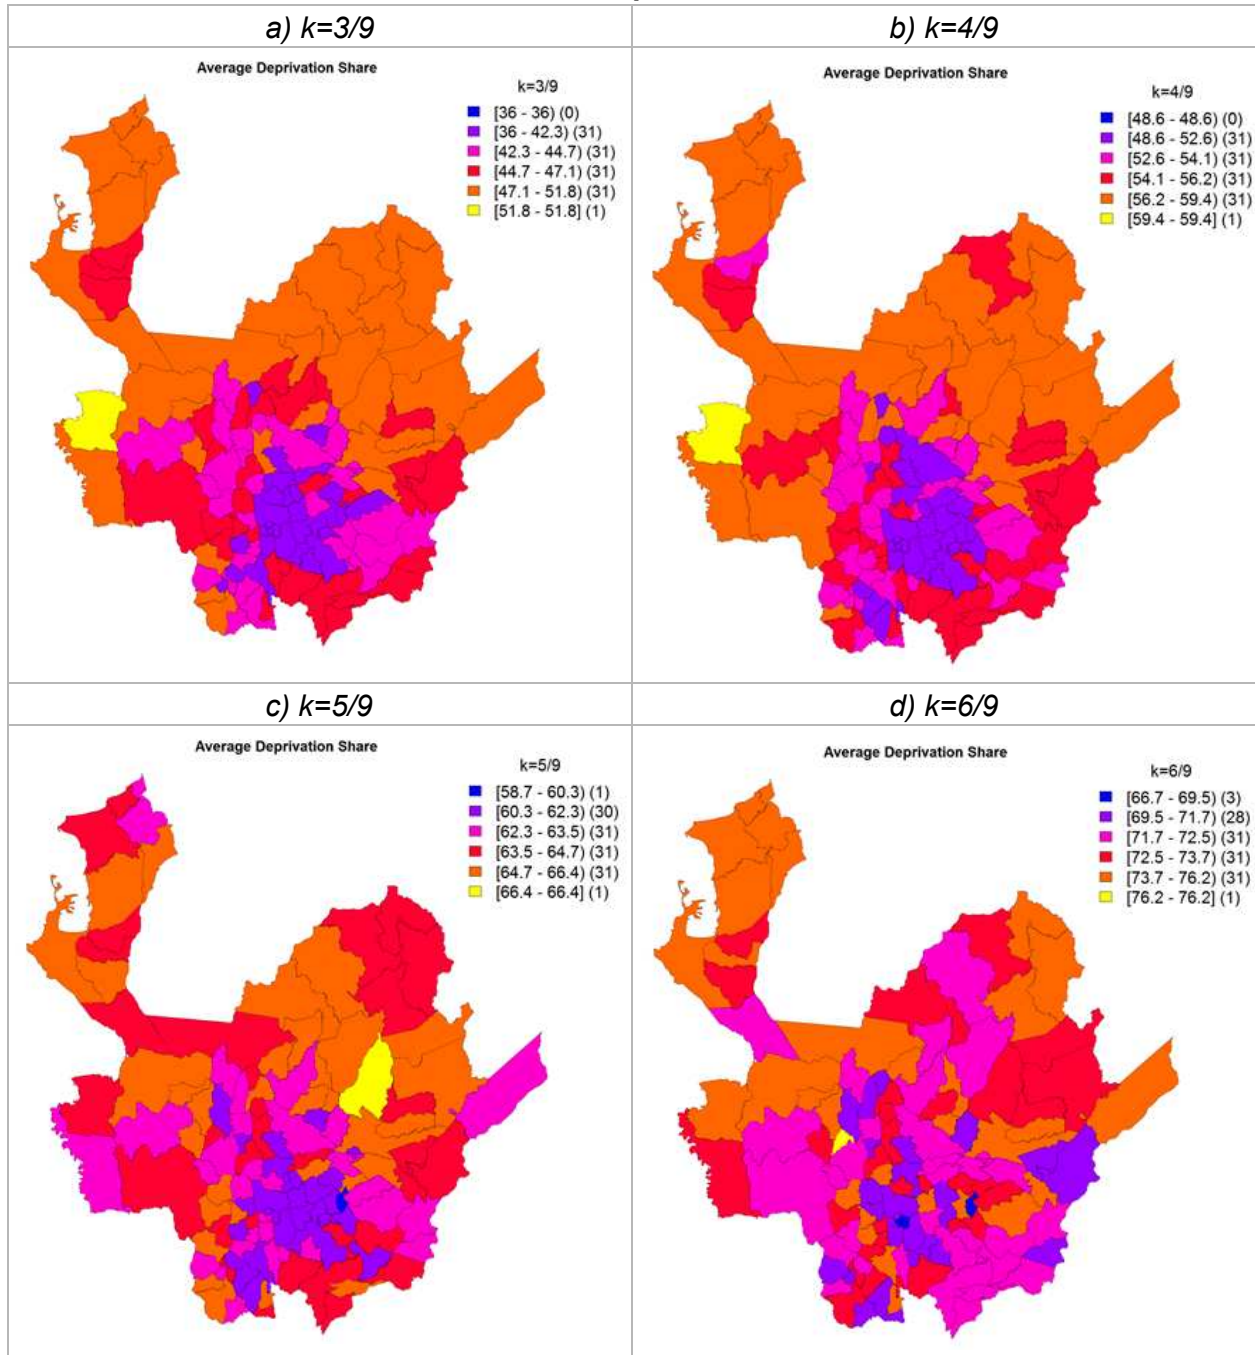 a) k=3/9
b) k=4/9
Average Deprivation Share
k=3/9
[36 - 36) (0)
[36 - 42.3) (31)
[42.3 - 44.7) (31)
[44.7 - 47.1) (31)
[47.1 - 51.8) (31)
[51.8 - 51.8] (1)
Average Deprivation Share
k=4/9
[48.6 - 48.6) (0)
[48.6 - 52.6) (31)
[52.6 - 54.1) (31)
[54.1 - 56.2) (31)
[56.2 - 59.4) (31)
[59.4 - 59.4] (1)
c) k=5/9
d) k=6/9
Average Deprivation Share
k=5/9
[58.7 - 60.3) (1)
[60.3 - 62.3) (30)
[62.3 - 63.5) (31)
[63.5 - 64.7) (31)
[64.7 - 66.4) (31)
[66.4 - 66.4] (1)
Average Deprivation Share
k=6/9
[66.7 - 69.5) (3)
[69.5 - 71.7) (28)
[71.7 - 72.5) (31)
[72.5 - 73.7) (31)
[73.7 - 76.2) (31)
[76.2 - 76.2] (1)